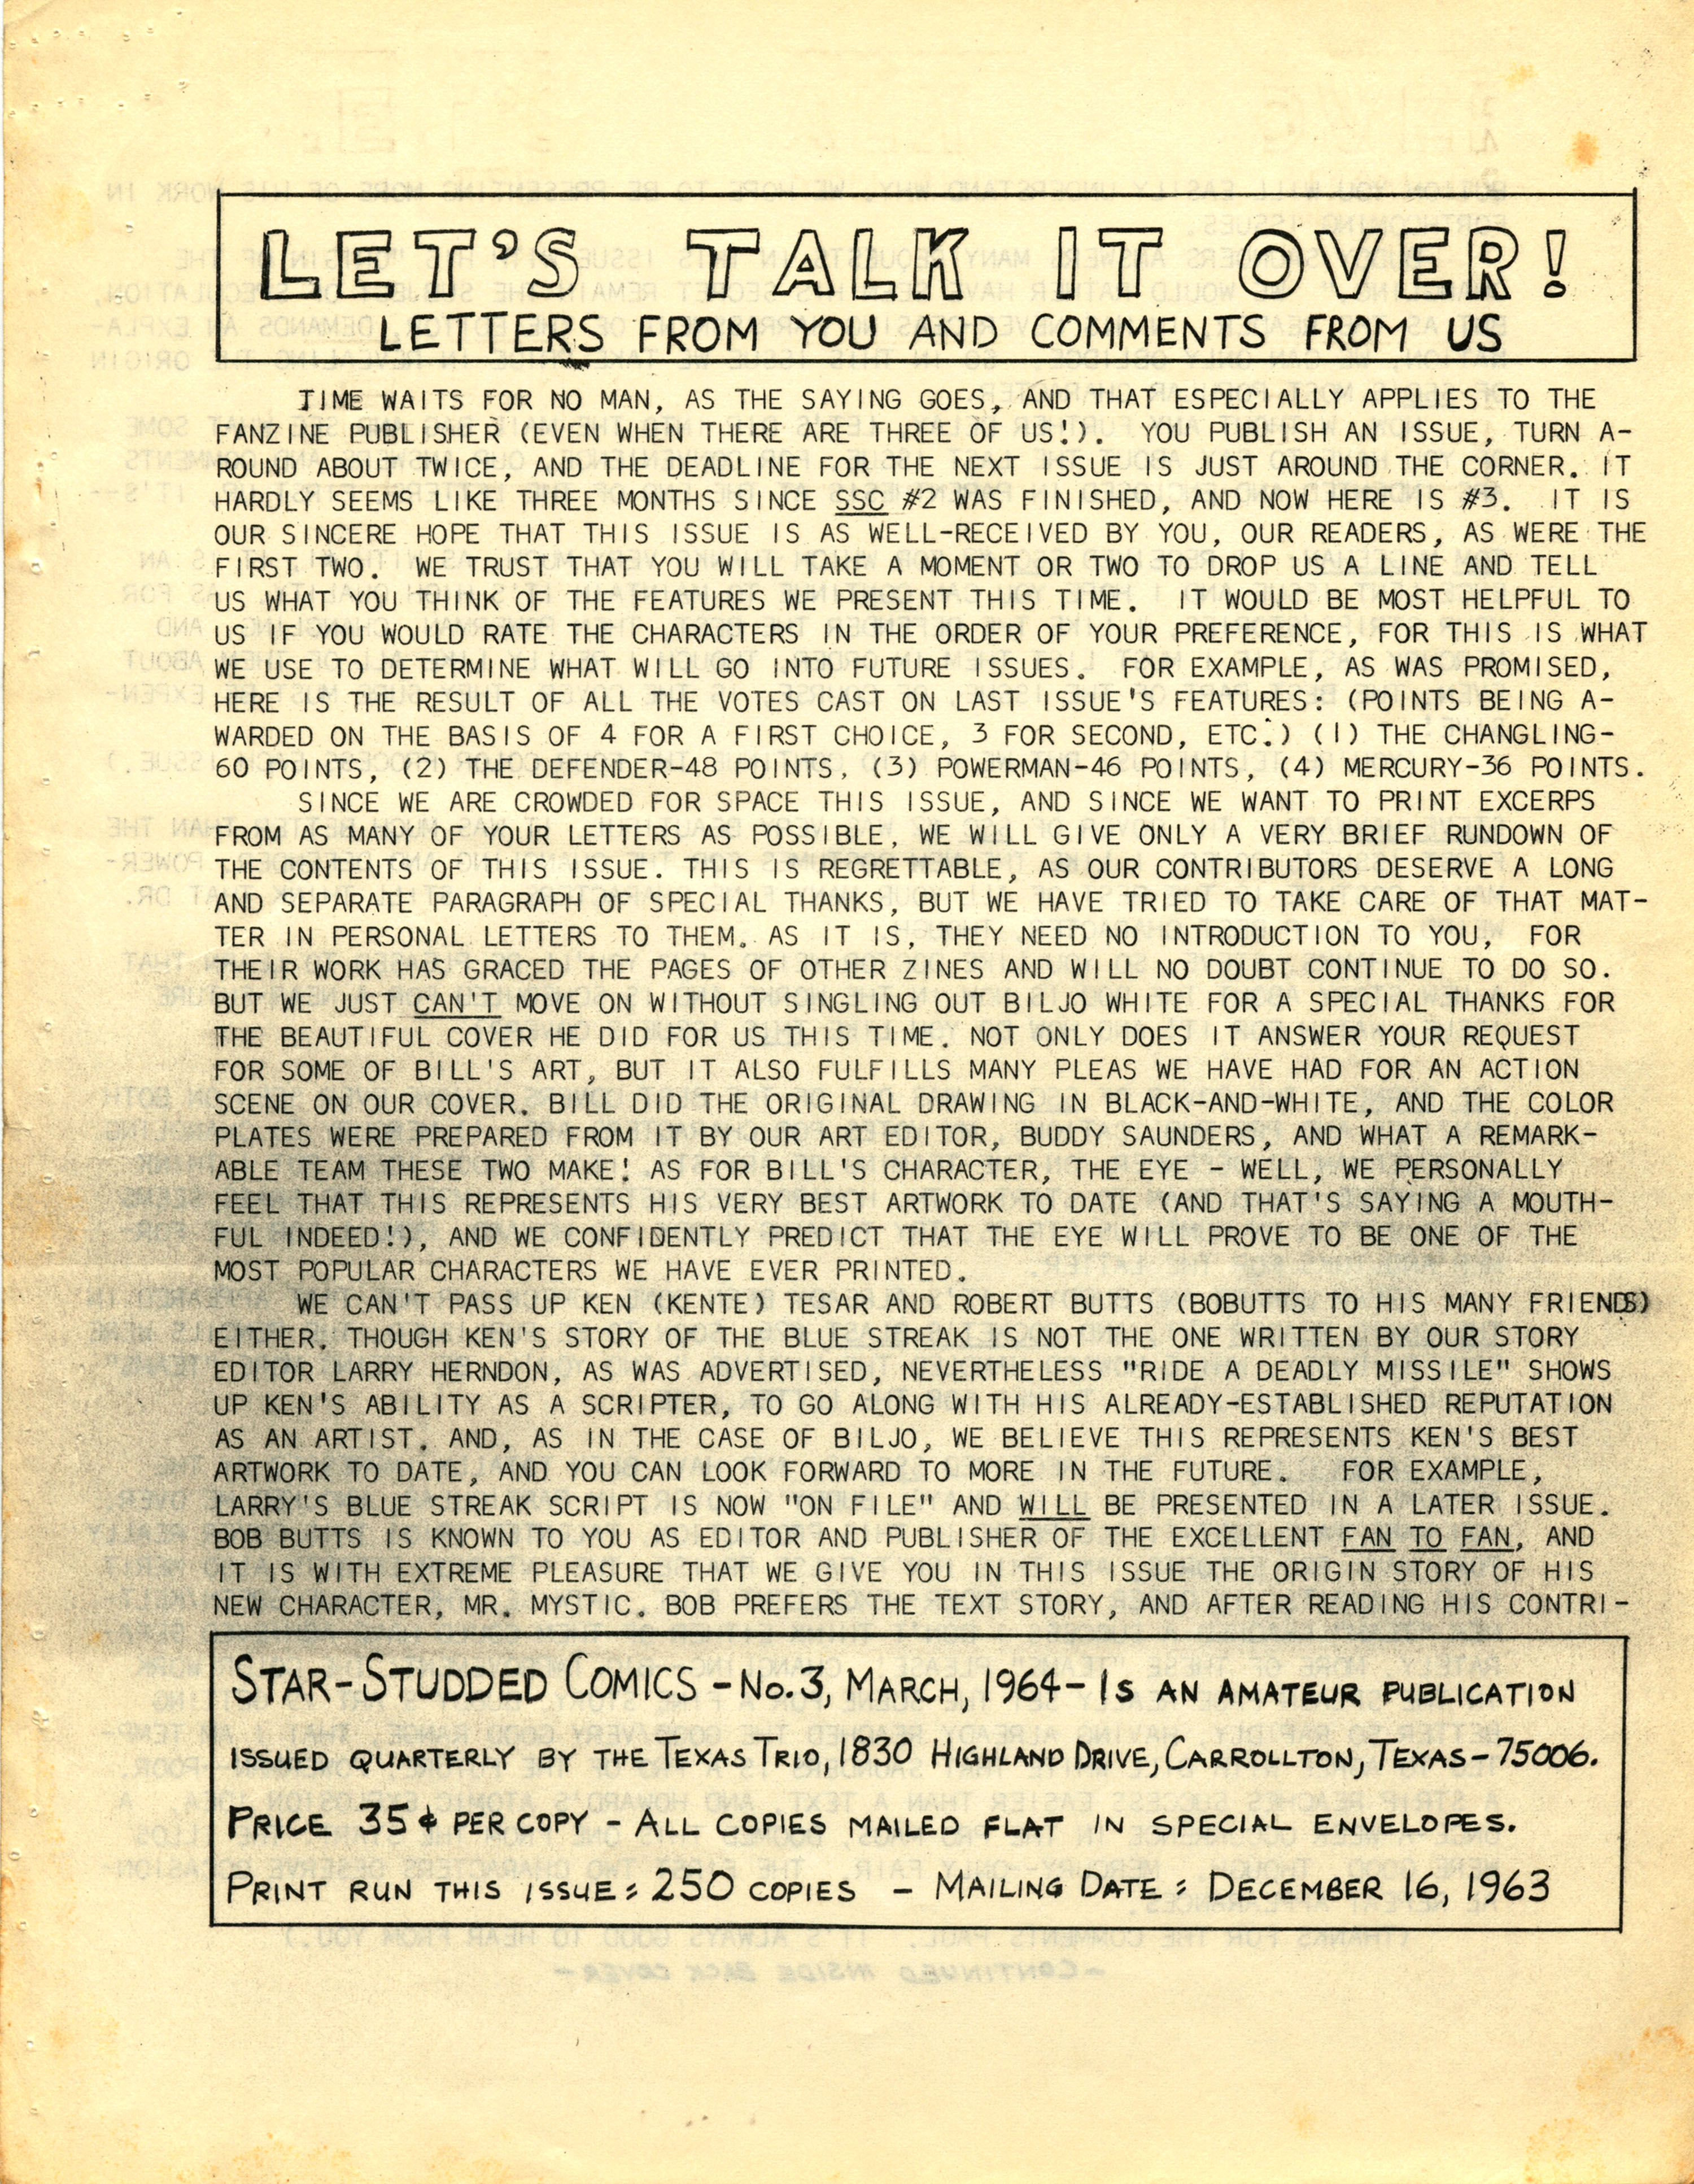 LET'S TALK IT OVER!
LETTERS FROM YOU AND COMMENTS FROM US
TIME WAITS FOR NO MAN, AS THE SAYING GOES, AND THAT ESPECIALLY APPLIES TO THE
FANZINE PUBLISHER (EVEN WHEN THERE ARE THREE OF US!). YOU PUBLISH AN ISSUE, TURN A-
ROUND ABOUT TWICE, AND THE DEADLINE FOR THE NEXT ISSUE IS JUST AROUND THE CORNER. IT
HARDLY SEEMS LIKE THREE MONTHS SINCE SSC #2 WAS FINISHED, AND NOW HERE IS #3. IT IS
OUR SINCERE HOPE THAT THIS ISSUE IS AS WELL-RECEIVED BY YOU, OUR READERS, AS WERE THE
FIRST TWO. WE TRUST THAT YOU WILL TAKE A MOMENT OR TWO TO DROP US A LINE AND TELL
US WHAT YOU THINK OF THE FEATURES WE PRESENT THIS TIME. IT WOULD BE MOST HELPFUL TO
US IF YOU WOULD RATE THE CHARACTERS IN THE ORDER OF YOUR PREFERENCE, FOR THIS IS WHAT
WE USE TO DETERMINE WHAT WILL GO INTO FUTURE ISSUES. FOR EXAMPLE, AS WAS PROMISED,
HERE IS THE RESULT OF ALL THE VOTES CAST ON LAST ISSUE'S FEATURES: (POINTS BEING A-
WARDED ON THE BASIS OF 4 FOR A FIRST CHOICE, 3 FOR SECOND, ETC.) (1) THE CHANGLING-
60 POINTS, (2) THE DEFENDER-48 POINTS, (3) POWERMAN-46 POINTS, (4) MERCURY-36 POINTS.
SINCE WE ARE CROWDED FOR SPACE THIS ISSUE, AND SINCE WE WANT TO PRINT EXCERPS
FROM AS MANY OF YOUR LETTERS AS POSSIBLE, WE WILL GIVE ONLY A VERY BRIEF RUNDOWN OF
THE CONTENTS OF THIS ISSUE. THIS IS REGRETTABLE, AS OUR CONTRIBUTORS DESERVE A LONG
AND SEPARATE PARAGRAPH OF SPECIAL THANKS, BUT WE HAVE TRIED TO TAKE CARE OF THAT MAT-
TER IN PERSONAL LETTERS TO THEM. AS IT IS, THEY NEED NO INTRODUCTION TO YOU, FOR
THEIR WORK HAS GRACED THE PAGES OF OTHER ZINES AND WILL NO DOUBT CONTINUE TO DO SO.
BUT WE JUST CAN'T MOVE ON WITHOUT SINGLING OUT BILJO WHITE FOR A SPECIAL THANKS FOR
THE BEAUTIFUL COVER HE DID FOR US THIS TIME. NOT ONLY DOES IT ANSWER YOUR REQUEST
FOR SOME OF BILL'S ART, BUT IT ALSO FULFILLS MANY PLEAS WE HAVE HAD FOR AN ACTION
SCENE ON OUR COVER. BILL DID THE ORIGINAL DRAWING IN BLACK-AND-WHITE, AND THE COLOR
PLATES WERE PREPARED FROM IT BY OUR ART EDITOR, BUDDY SAUNDERS, AND WHAT A REMARK-
ABLE TEAM THESE TWO MAKE! AS FOR BILL'S CHARACTER, THE EYE - WELL, WE PERSONALLY
FEEL THAT THIS REPRESENTS HIS VERY BEST ARTWORK TO DATE (AND THAT'S SAYING A MOUTH-
FUL INDEED!), AND WE CONFIDENTLY PREDICT THAT THE EYE WILL PROVE TO BE ONE OF THE
MOST POPULAR CHARACTERS WE HAVE EVER PRINTED.
WE CAN'T PASS UP KEN (KENTE) TESAR AND ROBERT BUTTS (BOBUTTS TO HIS MANY FRIENDS)
EITHER. THOUGH KEN'S STORY OF THE BLUE STREAK IS NOT THE ONE WRITTEN BY OUR STORY
EDITOR LARRY HERNDON, AS WAS ADVERTISED, NEVERTHELESS "RIDE A DEADLY MISSILE" SHOWS
UP KEN'S ABILITY AS A SCRIPTER, TO GO ALONG WITH HIS ALREADY-ESTABLISHED REPUTATION
AS AN ARTIST. AND, AS IN THE CASE OF BILJO, WE BELIEVE THIS REPRESENTS KEN'S BEST
ARTWORK TO DATE, AND YOU CAN LOOK FORWARD TO MORE IN THE FUTURE. FOR EXAMPLE,
LARRY'S BLUE STREAK SCRIPT IS NOW "ON FILE" AND WILL BE PRESENTED IN A LATER ISSUE.
BOB BUTTS IS KNOWN TO YOU AS EDITOR AND PUBLISHER OF THE EXCELLENT FAN TO FAN, AND
IT IS WITH EXTREME PLEASURE THAT WE GIVE YOU IN THIS ISSUE THE ORIGIN STORY OF HIS
NEW CHARACTER, MR. MYSTIC. BOB PREFERS THE TEXT STORY, AND AFTER READING HIS CONTRI-
STAR-STUDDED COMICS - No. 3, MARCH, 1964 - IS AN AMATEUR PUBLICATION
ISSUED QUARTERLY BY THE TEXAS TRIO, 1830 HIGHLAND DRIVE, CARROLLTON, TEXAS - 75006.
PRICE 35¢ PER COPY - ALL COPIES MAILED FLAT IN SPECIAL ENVELOPES.
PRINT RUN THIS ISSUE: 250 COPIES - MAILING DATE: DECEMBER 16, 1963